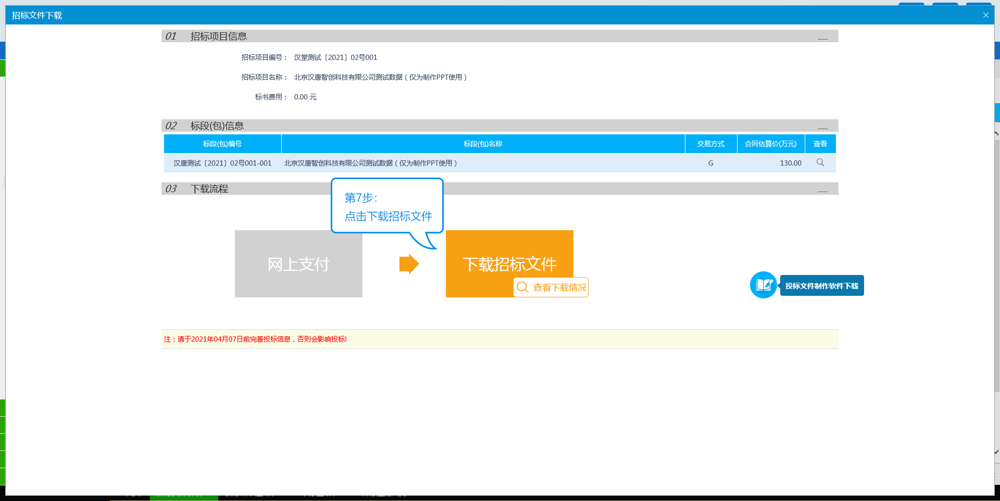 招标文件下载
01 招标项目信息
招标项目编号： 汉堂测试〔2021〕02号001
招标项目名称： 北京汉唐智创科技有限公司测试数据（仅为制作PPT使用）
标书费用： 0.00 元
02 标段(包)信息
标段(包)编号 标段(包)名称 交易方式 合同估算价(万元) 查看
汉唐测试〔2021〕02号001-001 北京汉唐智创科技有限公司测试数据（仅为制作PPT使用） G 130.00
03 下载流程
第7步：
点击下载招标文件
网上支付
下载招标文件
查看下载情况
投标文件制作软件下载
注：请于2021年04月07日前完善投标信息，否则会影响投标!